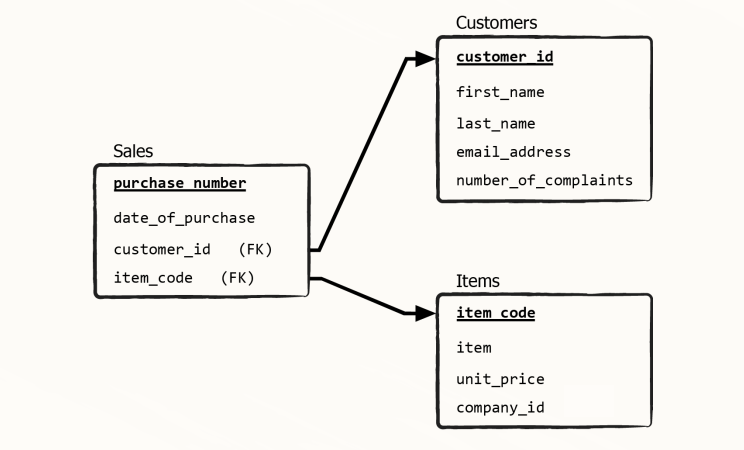 Customers
customer_id
first_name
last_name
email_address
number_of_complaints
Sales
purchase_number
date_of_purchase
customer_id (FK)
item_code (FK)
Items
item_code
item
unit_price
company_id